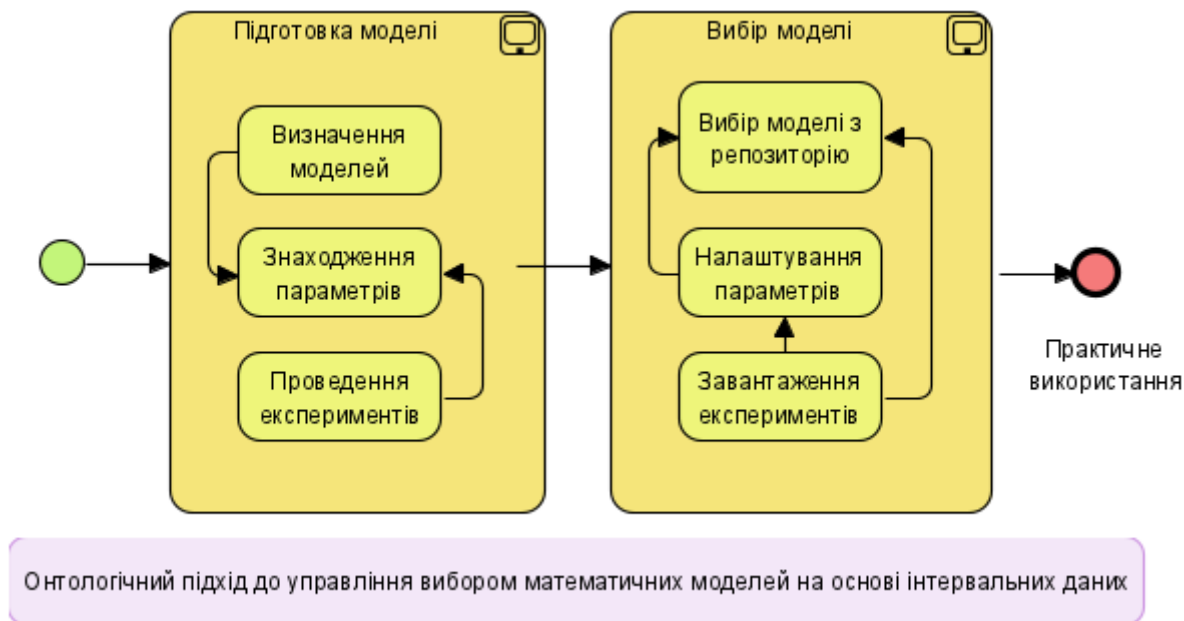 Підготовка моделі
Вибір моделі
Визначення
моделей
Вибір моделі з
репозиторію
Знаходження
параметрів
Налаштування
параметрів
Проведення
експериментів
Завантаження
експериментів
Практичне
використання
Онтологічний підхід до управління вибором математичних моделей на основі інтервальних даних